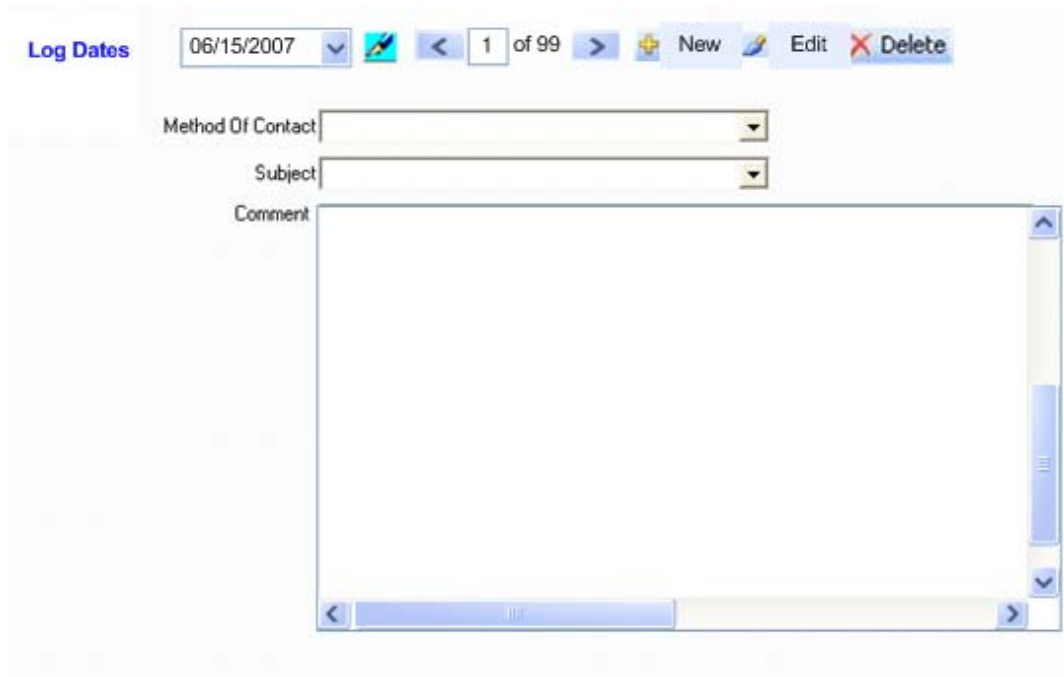 Log Dates 06/15/2007 1 of 99 New Edit Delete
Method Of Contact
Subject
Comment